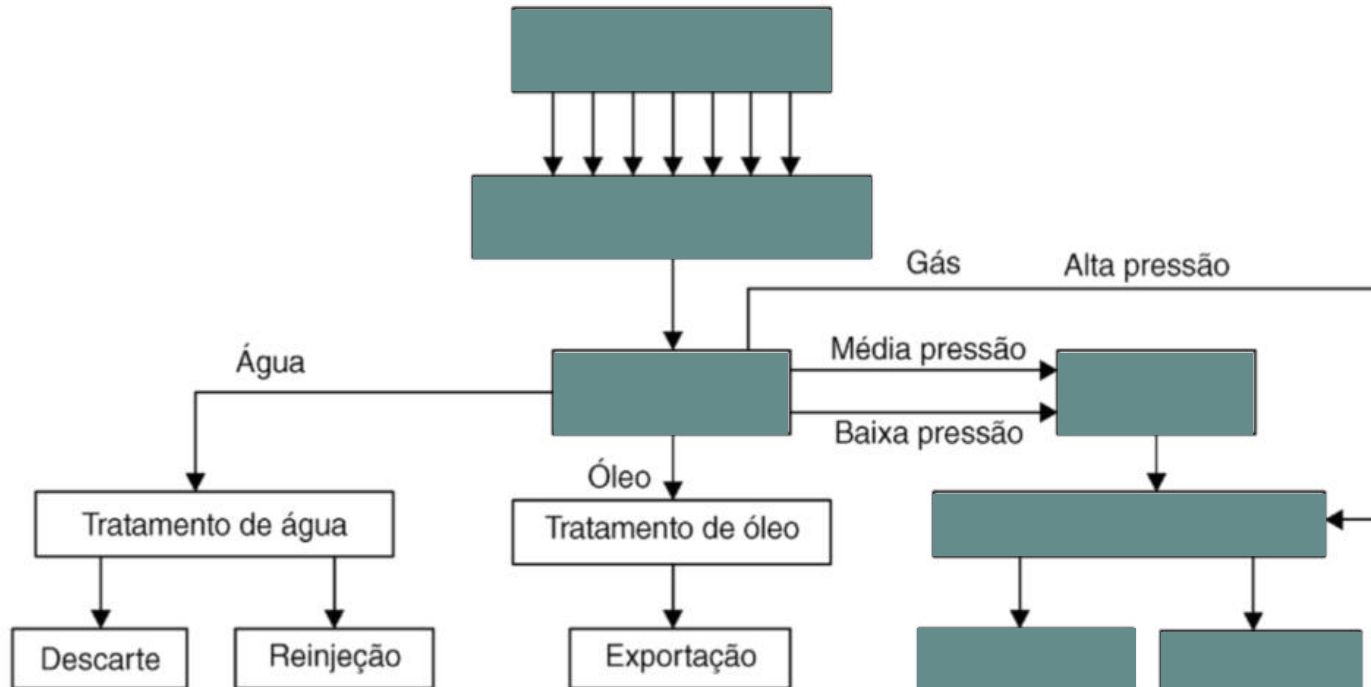 Gás
Alta pressão
Água
Média pressão
Baixa pressão
Óleo
Tratamento de água
Tratamento de óleo
Descarte
Reinjeção
Exportação